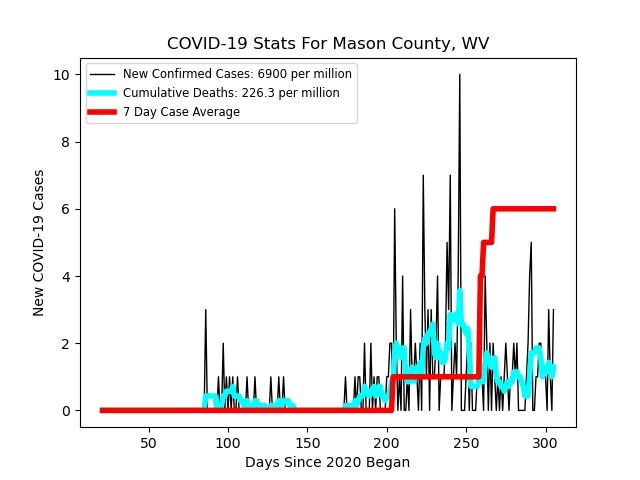 COVID-19 Stats For Mason County, WV
New Confirmed Cases: 6900 per million
Cumulative Deaths: 226.3 per million
7 Day Case Average
New COVID-19 Cases
10
8
6
4
2
0
50 100 150 200 250 300
Days Since 2020 Began